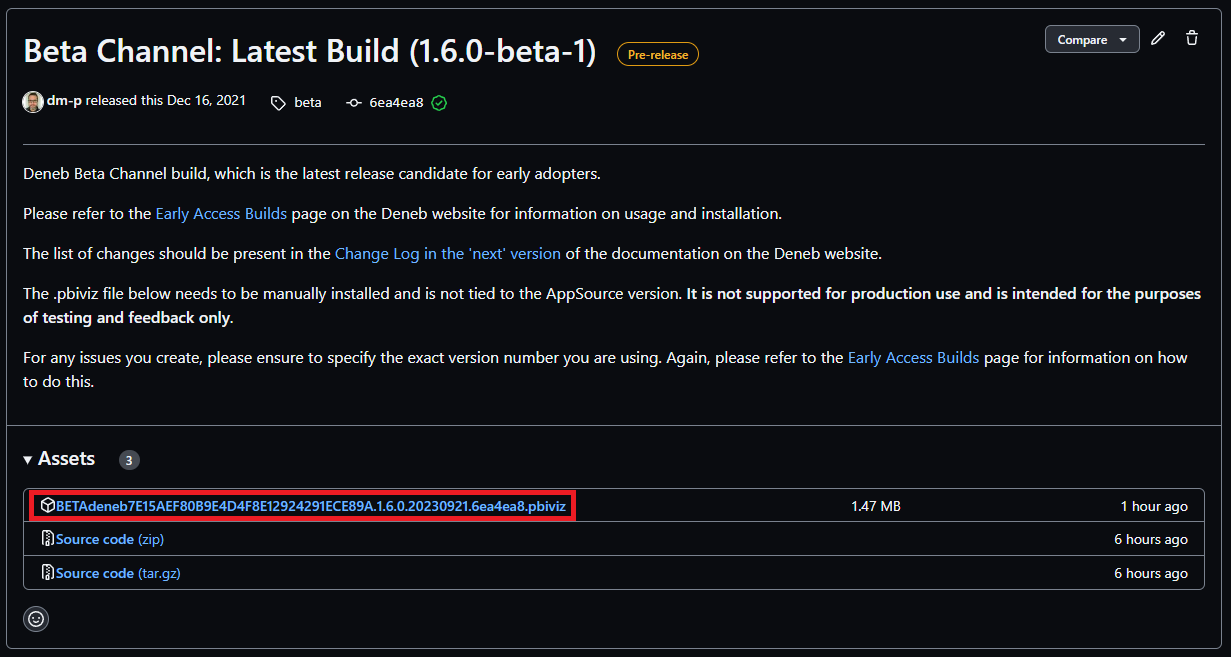 Beta Channel: Latest Build (1.6.0-beta-1) Pre-release Compare
dm-p released this Dec 16, 2021 beta 6ea4ea8
Deneb Beta Channel build, which is the latest release candidate for early adopters.
Please refer to the Early Access Builds page on the Deneb website for information on usage and installation.
The list of changes should be present in the Change Log in the 'next' version of the documentation on the Deneb website.
The .pbiviz file below needs to be manually installed and is not tied to the AppSource version. It is not supported for production use and is intended for the purposes
of testing and feedback only.
For any issues you create, please ensure to specify the exact version number you are using. Again, please refer to the Early Access Builds page for information on how
to do this.
Assets 3
BETAdeneb7E15AEF80B9E4D4F8E12924291ECE89A.1.6.0.20230921.6ea4ea8.pbiviz 1.47 MB 1 hour ago
Source code (zip) 6 hours ago
Source code (tar.gz) 6 hours ago